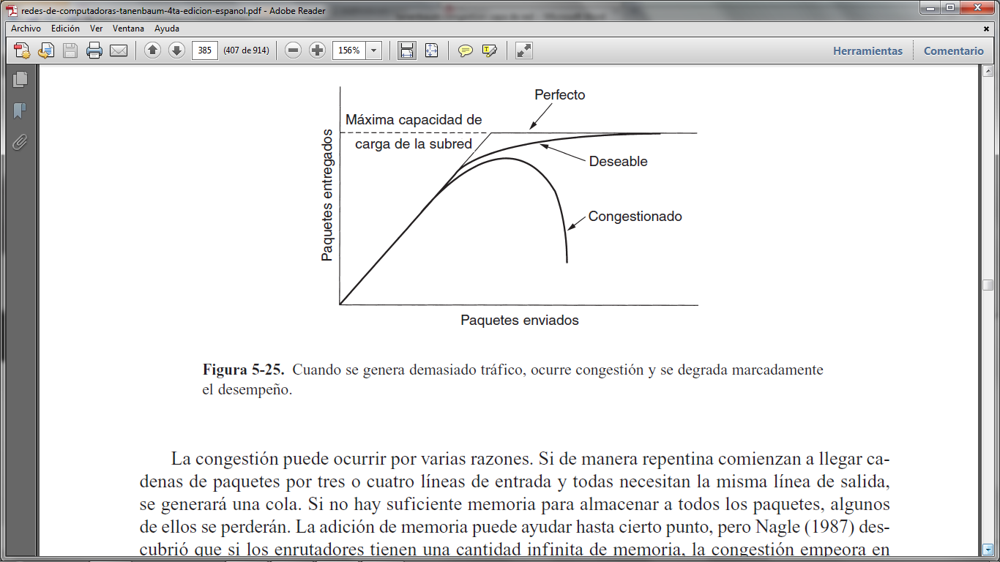 redes-de-computadoras-tanenbaum-4ta-edicion-espanol.pdf - Adobe Reader
Archivo Edición Ver Ventana Ayuda
385 (407 de 914) 156% Herramientas Comentario
Perfecto
Máxima capacidad de
carga de la subred
Deseable
Congestionado
Paquetes entregados
Paquetes enviados
Figura 5-25. Cuando se genera demasiado tráfico, ocurre congestión y se degrada marcadamente
el desempeño.
La congestión puede ocurrir por varias razones. Si de manera repentina comienzan a llegar ca-
denas de paquetes por tres o cuatro líneas de entrada y todas necesitan la misma línea de salida,
se generará una cola. Si no hay suficiente memoria para almacenar a todos los paquetes, algunos
de ellos se perderán. La adición de memoria puede ayudar hasta cierto punto, pero Nagle (1987) des-
cubrió que si los enrutadores tienen una cantidad infinita de memoria, la congestión empeora en